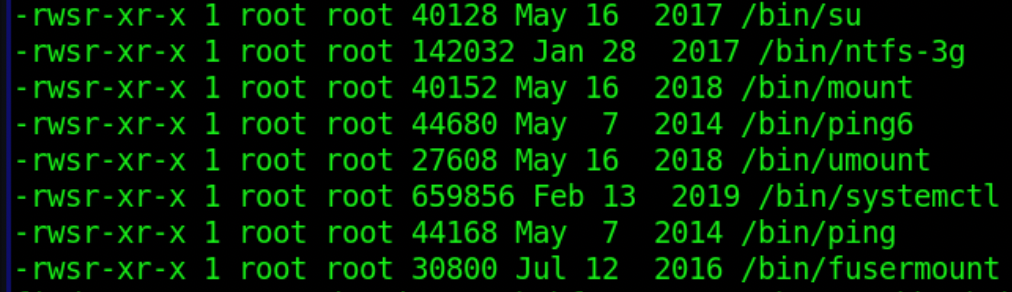 -rwsr-xr-x 1 root root 40128 May 16  2017 /bin/su
-rwsr-xr-x 1 root root 142032 Jan 28  2017 /bin/ntfs-3g
-rwsr-xr-x 1 root root 40152 May 16  2018 /bin/mount
-rwsr-xr-x 1 root root 44680 May  7  2014 /bin/ping6
-rwsr-xr-x 1 root root 27608 May 16  2018 /bin/umount
-rwsr-xr-x 1 root root 659856 Feb 13  2019 /bin/systemctl
-rwsr-xr-x 1 root root 44168 May  7  2014 /bin/ping
-rwsr-xr-x 1 root root 30800 Jul 12  2016 /bin/fusermount